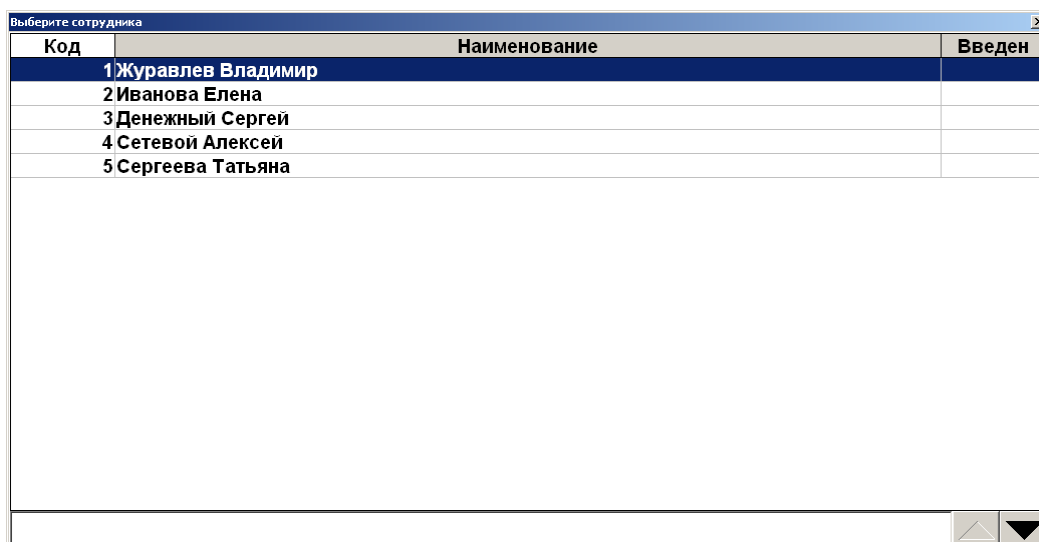 Выберите сотрудника
Код Наименование Введен
1 Журавлев Владимир
2 Иванова Елена
3 Денежный Сергей
4 Сетевой Алексей
5 Сергеева Татьяна